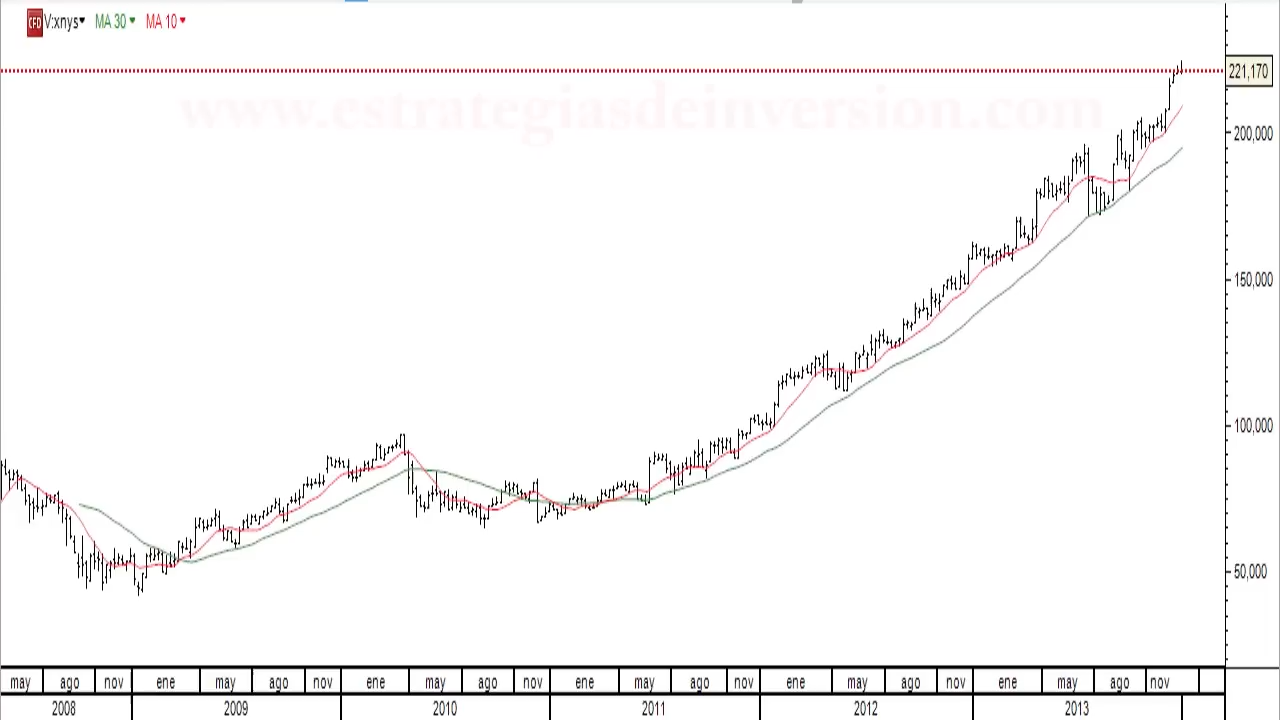 CFD V:xnys MA 30 MA 10
221,170
www.estrategiasdeinversion.com
200,000
150,000
100,000
50,000
may ago nov ene may ago nov ene may ago nov ene may ago nov ene may ago nov ene may ago nov
2008 2009 2010 2011 2012 2013